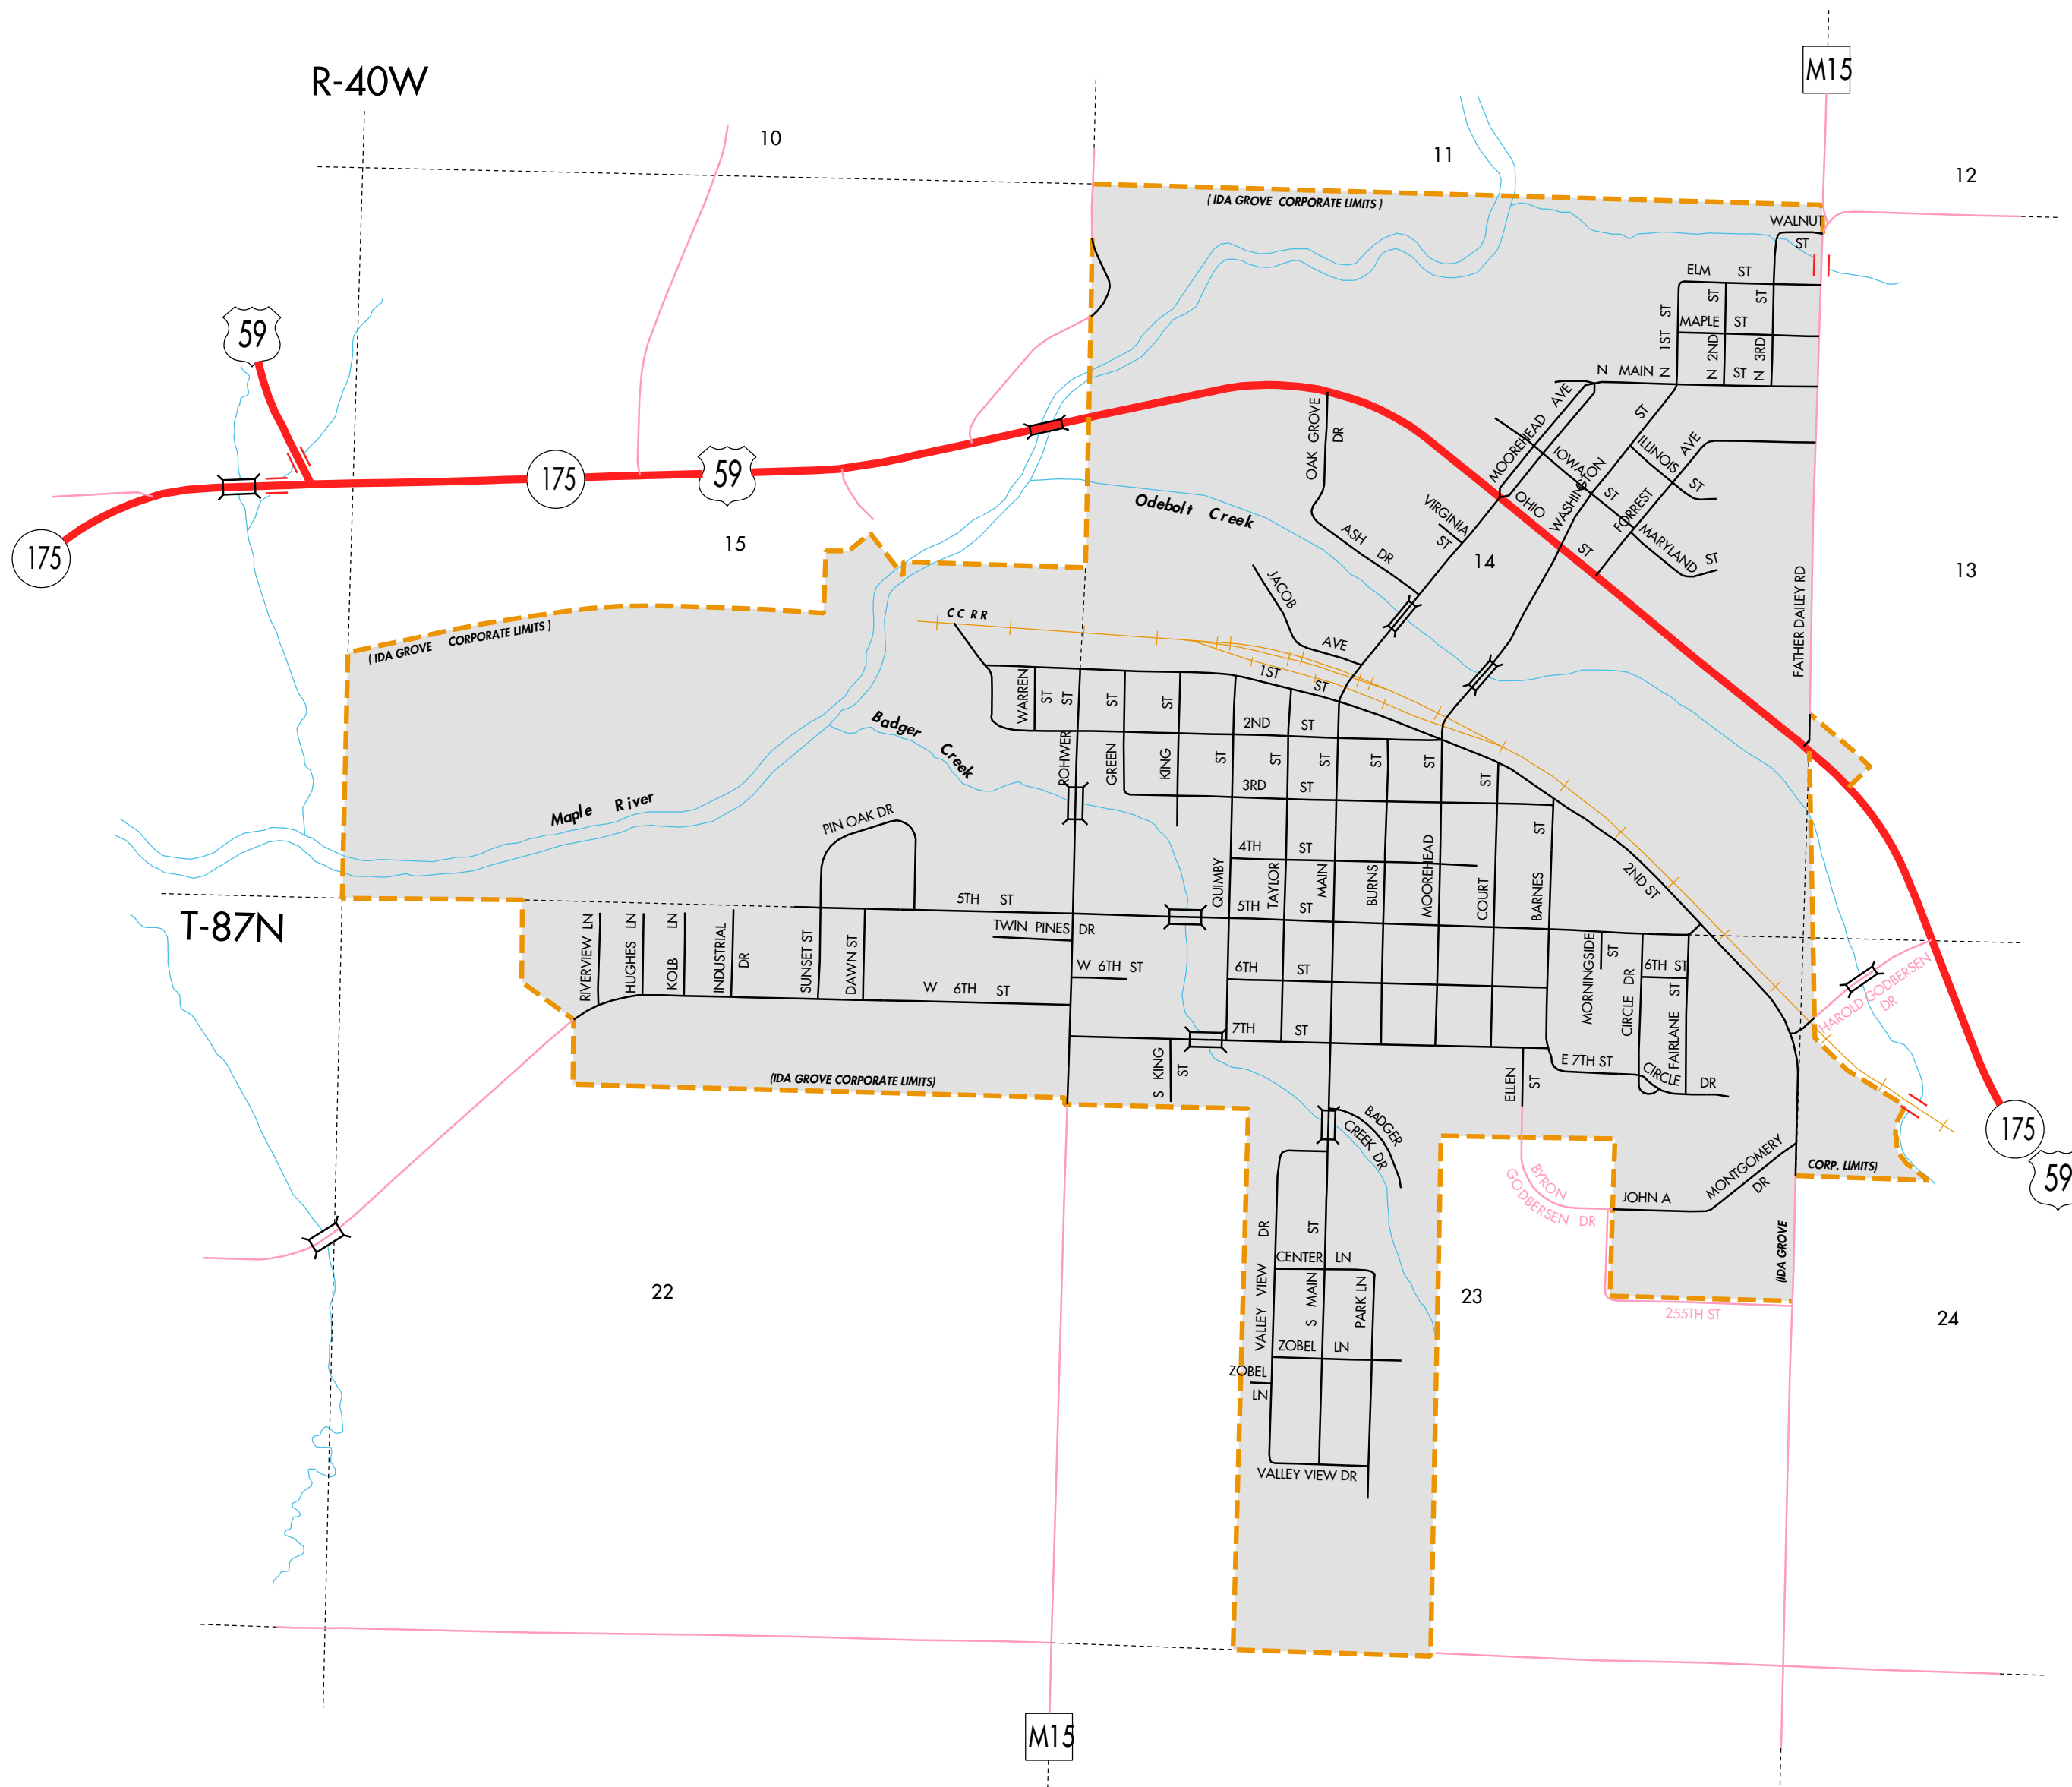 M15
R-40W
10
11
12
( IDA GROVE CORPORATE LIMITS )
WALNUT
ST
ELM ST
N 1ST ST
N 2ND ST
N 3RD ST
MAPLE ST
59
N MAIN ST
MOOREHEAD AVE
OAK GROVE DR
WASHINGTON ST
ILLINOIS ST
FORREST AVE
IOWA ST
175
59
OHIO ST
VIRGINIA ST
MARYLAND ST
Odebolt Creek
ASH DR
175
15
14
13
JACOB AVE
FATHER DAILEY RD
C C R R
( IDA GROVE CORPORATE LIMITS )
1ST ST
WARREN ST
ROHWER ST
GREEN ST
KING ST
2ND ST
Badger Creek
QUIMBY ST
TAYLOR ST
MAIN ST
BURNS ST
MOOREHEAD ST
COURT ST
BARNES ST
3RD ST
Maple River
PIN OAK DR
4TH ST
2ND ST
T-87N
5TH ST
5TH ST
TWIN PINES DR
RIVERVIEW LN
HUGHES LN
KOLB LN
INDUSTRIAL DR
SUNSET ST
DAWN ST
W 6TH ST
W 6TH ST
6TH ST
MORNINGSIDE ST
CIRCLE DR
6TH ST
FAIRLANE ST
HAROLD GODBERSEN DR
7TH ST
S KING ST
E 7TH ST
CIRCLE DR
ELLEN ST
(IDA GROVE CORPORATE LIMITS)
BADGER CREEK DR
175
59
BYRON GODBERSEN DR
JOHN A MONTGOMERY DR
(IDA GROVE CORP. LIMITS)
VALLEY VIEW DR
S MAIN ST
CENTER LN
PARK LN
22
23
24
255TH ST
ZOBEL LN
ZOBEL LN
VALLEY VIEW DR
M15